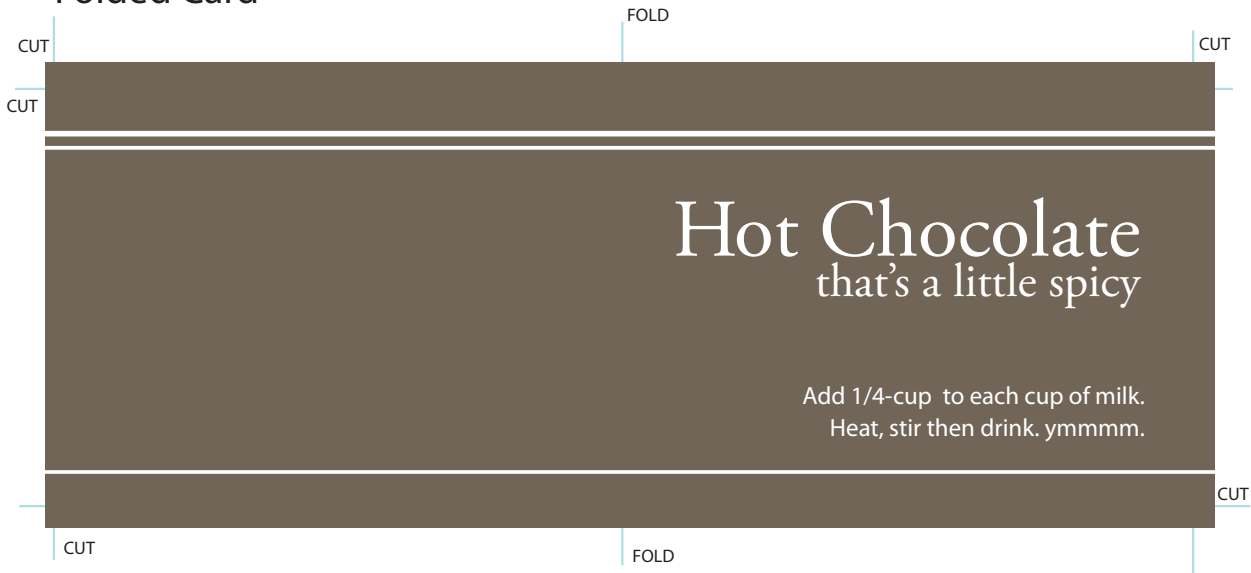 Folded Card
FOLD
CUT
CUT
CUT
Hot Chocolate
that's a little spicy
Add 1/4-cup  to each cup of milk.
Heat, stir then drink. ymmmm.
CUT
CUT
FOLD